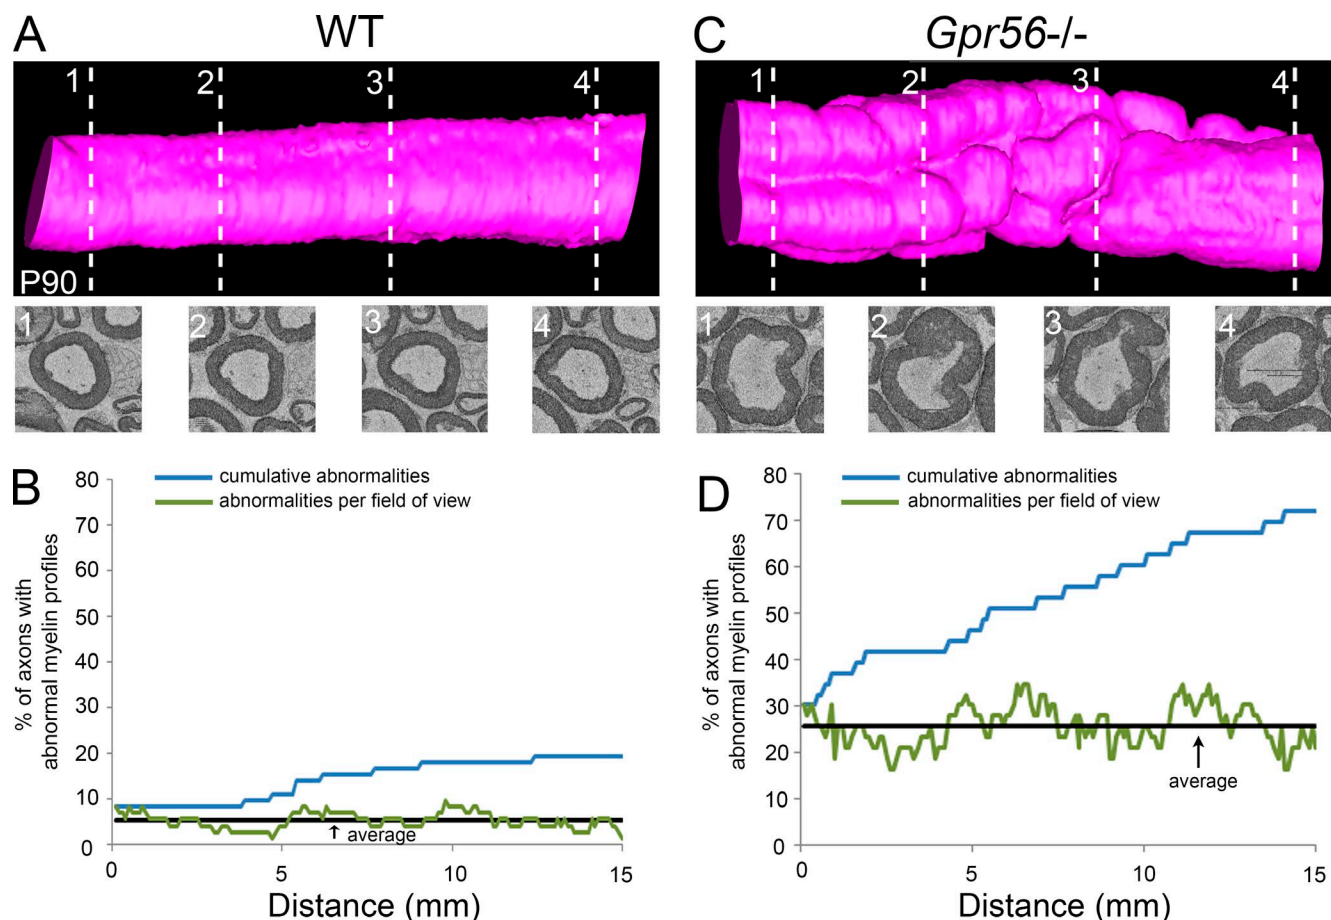 A WT
1 2 3 4
P90
1 2 3 4
C Gpr56-/-
1 2 3 4
1 2 3 4
B
cumulative abnormalities
abnormalities per field of view
% of axons with
abnormal myelin profiles
80
70
60
50
40
30
20
10
0
average
0 5 10 15
Distance (mm)
D
cumulative abnormalities
abnormalities per field of view
% of axons with
abnormal myelin profiles
80
70
60
50
40
30
20
10
0
average
0 5 10 15
Distance (mm)